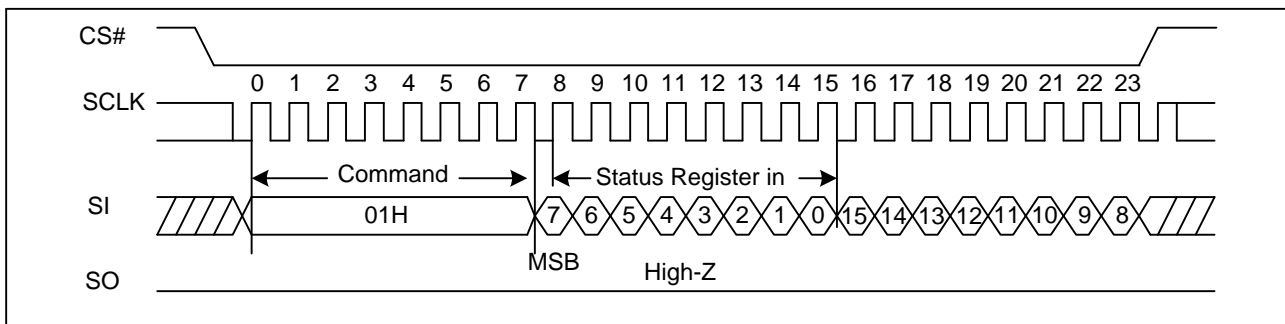 CS#
0 1 2 3 4 5 6 7 8 9 10 11 12 13 14 15 16 17 18 19 20 21 22 23
SCLK
Command Status Register in
SI 01H 7 6 5 4 3 2 1 0 15 14 13 12 11 10 9 8
MSB High-Z
SO